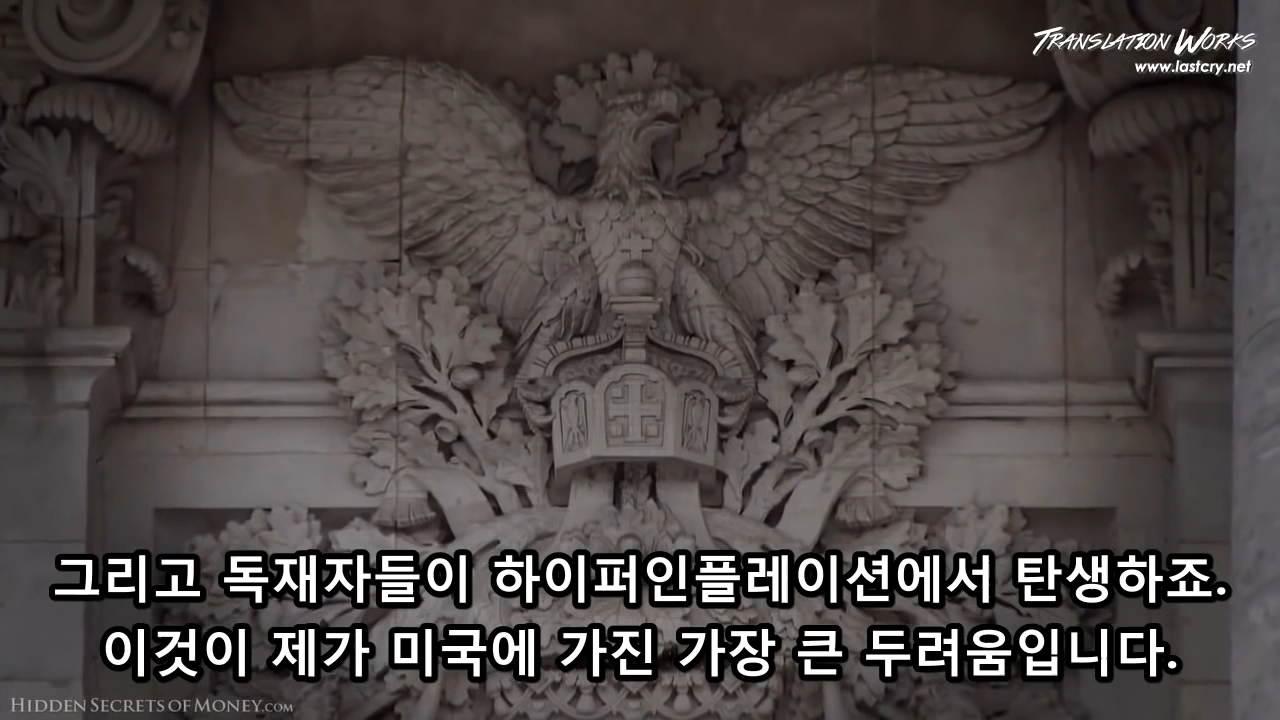 TRANSLATION WORKS
www.lastcry.net
그리고 독재자들이 하이퍼인플레이션에서 탄생하죠.
이것이 제가 미국에 가진 가장 큰 두려움입니다.
HIDDEN SECRETS OF MONEY.COM